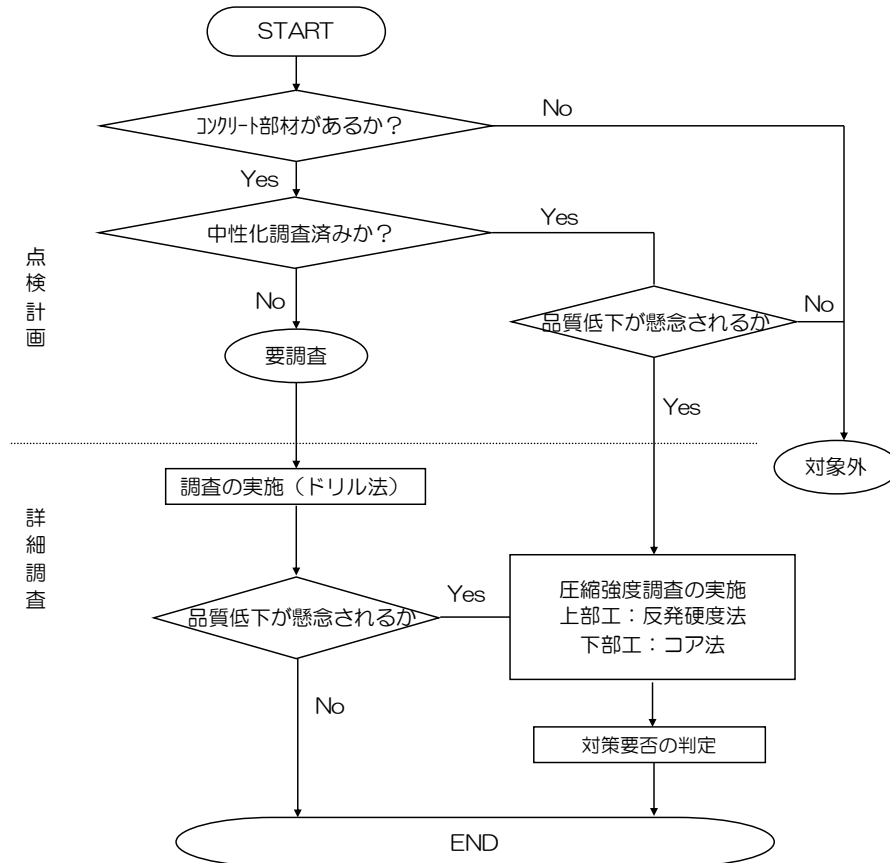 START
ｺﾝｸﾘｰﾄ部材があるか？
No
Yes
中性化調査済みか？
Yes
No
点検計画
品質低下が懸念されるか
No
要調査
Yes
対象外
調査の実施（ドリル法）
詳細調査
品質低下が懸念されるか
Yes
圧縮強度調査の実施
上部工：反発硬度法
下部工：コア法
No
対策要否の判定
END